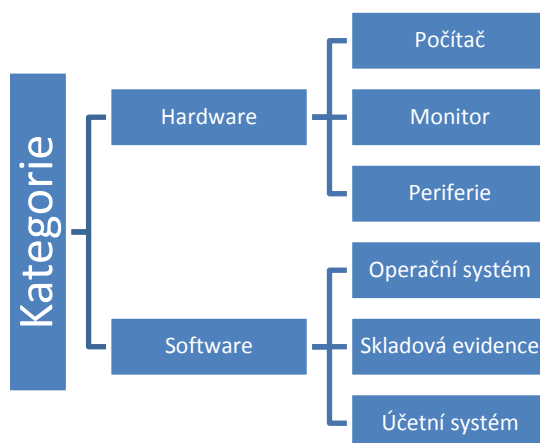 Kategorie
Hardware
Počítač
Monitor
Periferie
Software
Operační systém
Skladová evidence
Účetní systém